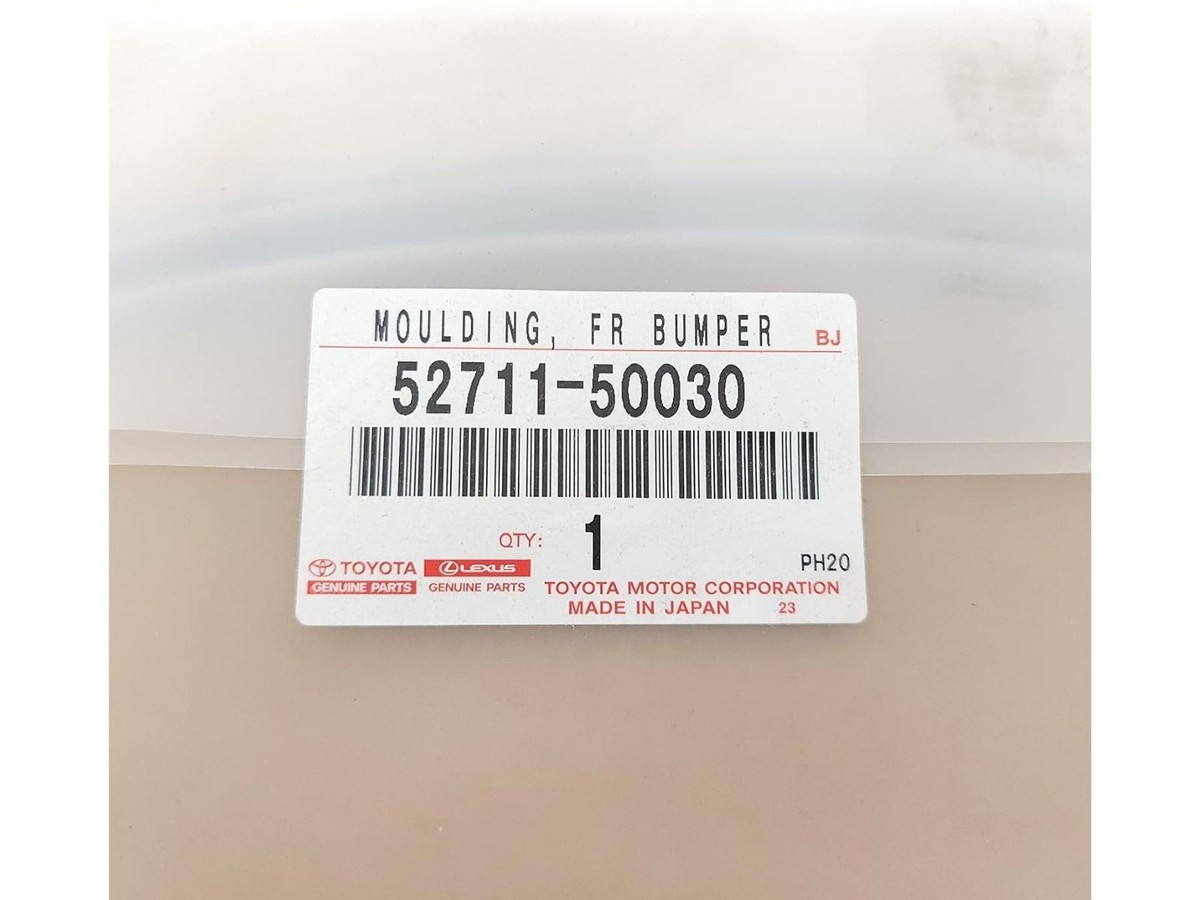 MOULDING, FR BUMPER BJ
52711-50030
QTY: 1
PH20
TOYOTA LEXUS
GENUINE PARTS GENUINE PARTS
TOYOTA MOTOR CORPORATION
MADE IN JAPAN 23